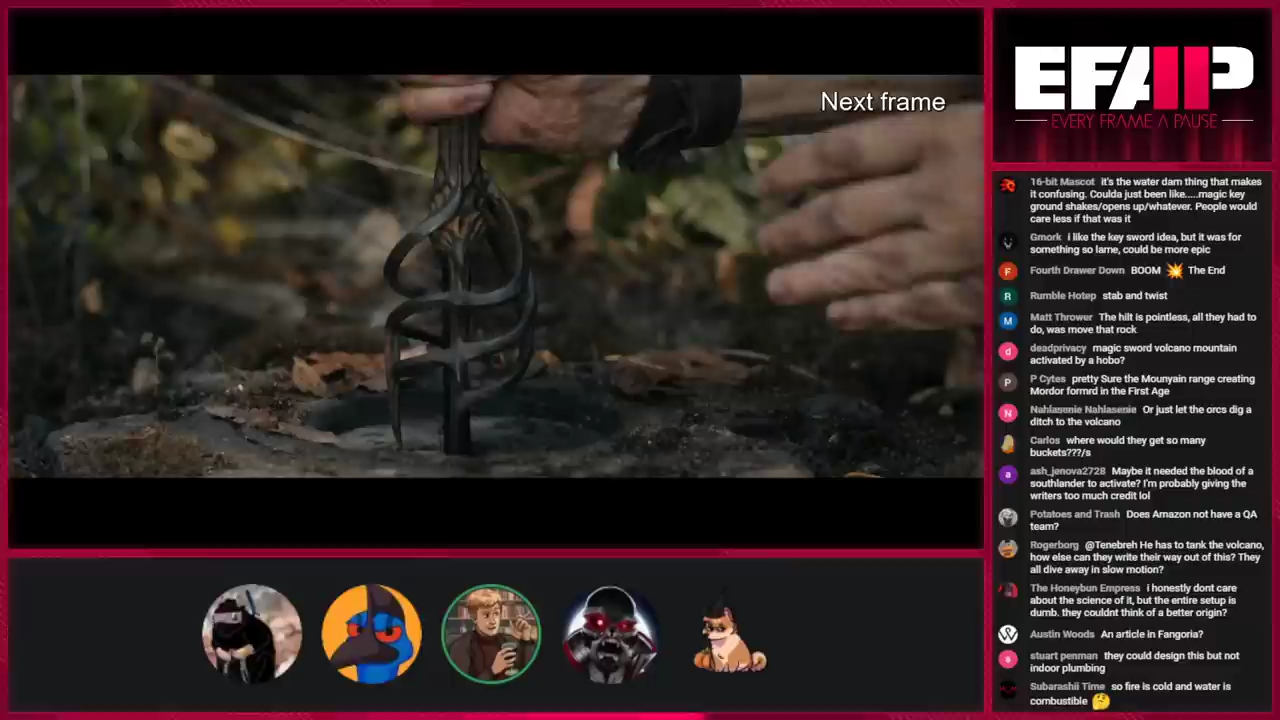 Next frame
EFAP
EVERY FRAME A PAUSE
16-bit Mascot it's the water dam thing that makes
it confusing. Coulda just been like.....magic key
ground shakes/opens up/whatever. People would
care less if that was it
Gmork i like the key sword idea, but it was for
something so lame, could be more epic
F
Fourth Drawer Down BOOM 💥 The End
R
Rumble Hotep stab and twist
M
Matt Thrower The hilt is pointless, all they had to
do, was move that rock
d
deadprivacy magic sword volcano mountain
activated by a hobo?
P
P Cytes pretty Sure the Mounyain range creating
Mordor formrd in the First Age
N
Nahlasenie Nahlasenie Or just let the orcs dig a
ditch to the volcano
Carlos where would they get so many
buckets???/s
a
ash_jenova2728 Maybe it needed the blood of a
southlander to activate? I'm probably giving the
writers too much credit lol
Potatoes and Trash Does Amazon not have a QA
team?
Rogerborg @Tenebreh He has to tank the volcano,
how else can they write their way out of this? They
all dive away in slow motion?
The Honeybun Empress i honestly dont care
about the science of it, but the entire setup is
dumb. they couldnt think of a better origin?
Austin Woods An article in Fangoria?
s
stuart penman they could design this but not
indoor plumbing
Subarashii Time so fire is cold and water is
combustible 🤔